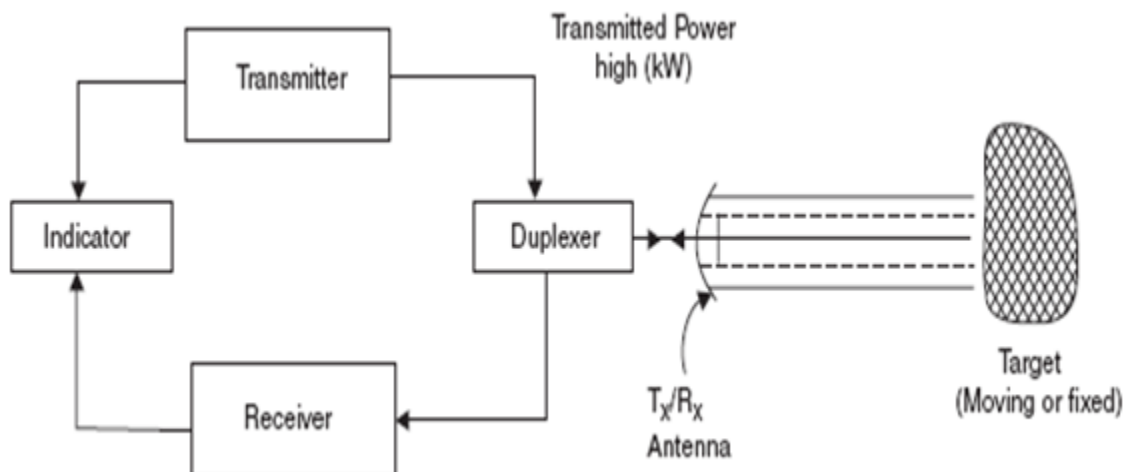 Transmitted Power
high (kW)
Transmitter
Indicator
Duplexer
Receiver
Tx/Rx
Antenna
Target
(Moving or fixed)